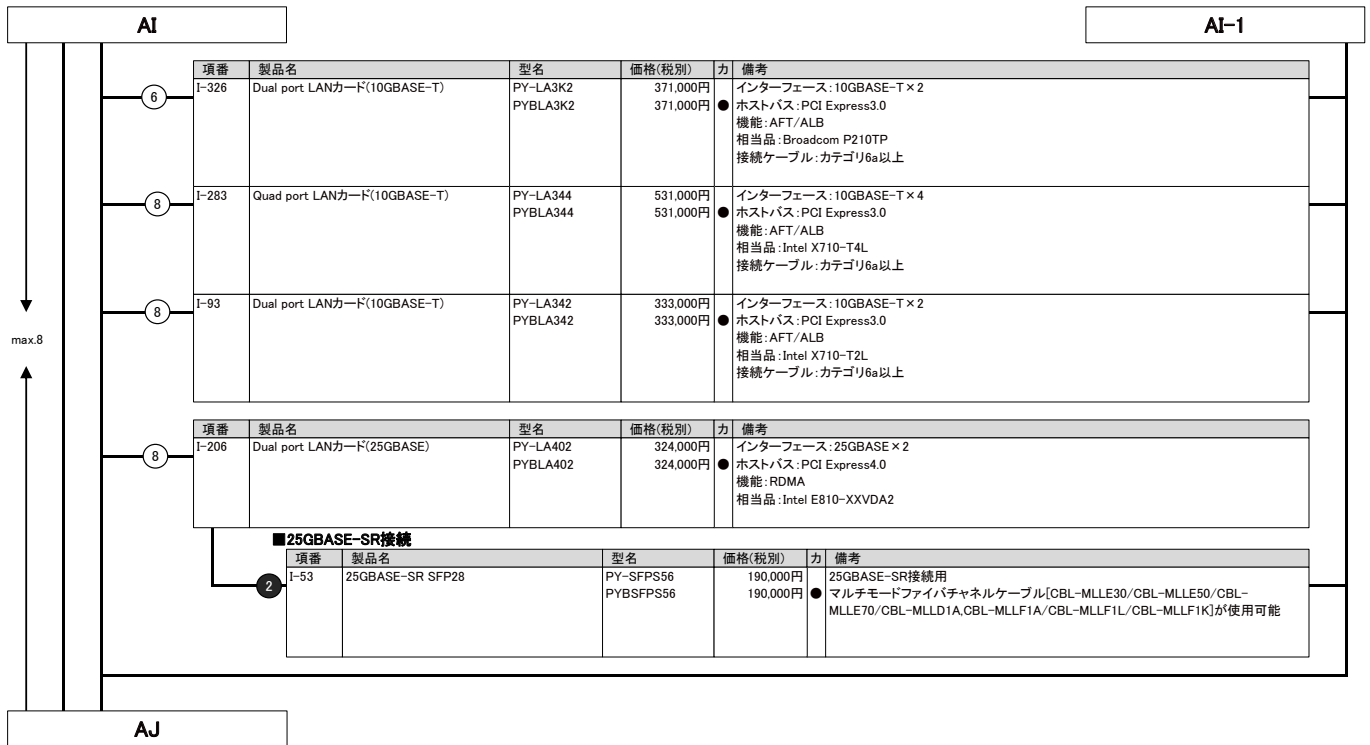 AI
AI-1
項番 製品名 型名 価格(税別) カ 備考
6
I-326 Dual port LANカード(10GBASE-T) PY-LA3K2 371,000円 インターフェース:10GBASE-T×2
PYBLA3K2 371,000円 ● ホストバス:PCI Express3.0
機能:AFT/ALB
相当品:Broadcom P210TP
接続ケーブル:カテゴリ6a以上
8
I-283 Quad port LANカード(10GBASE-T) PY-LA344 531,000円 インターフェース:10GBASE-T×4
PYBLA344 531,000円 ● ホストバス:PCI Express3.0
機能:AFT/ALB
相当品:Intel X710-T4L
接続ケーブル:カテゴリ6a以上
8
I-93 Dual port LANカード(10GBASE-T) PY-LA342 333,000円 インターフェース:10GBASE-T×2
PYBLA342 333,000円 ● ホストバス:PCI Express3.0
機能:AFT/ALB
相当品:Intel X710-T2L
接続ケーブル:カテゴリ6a以上
max.8
項番 製品名 型名 価格(税別) カ 備考
8
I-206 Dual port LANカード(25GBASE) PY-LA402 324,000円 インターフェース:25GBASE×2
PYBLA402 324,000円 ● ホストバス:PCI Express4.0
機能:RDMA
相当品:Intel E810-XXVDA2
■25GBASE-SR接続
項番 製品名 型名 価格(税別) カ 備考
2
I-53 25GBASE-SR SFP28 PY-SFPS56 190,000円 25GBASE-SR接続用
PYBSFPS56 190,000円 ● マルチモードファイバチャネルケーブル[CBL-MLLE30/CBL-MLLE50/CBL-
MLLE70/CBL-MLLD1A,CBL-MLLF1A/CBL-MLLF1L/CBL-MLLF1K]が使用可能
AJ